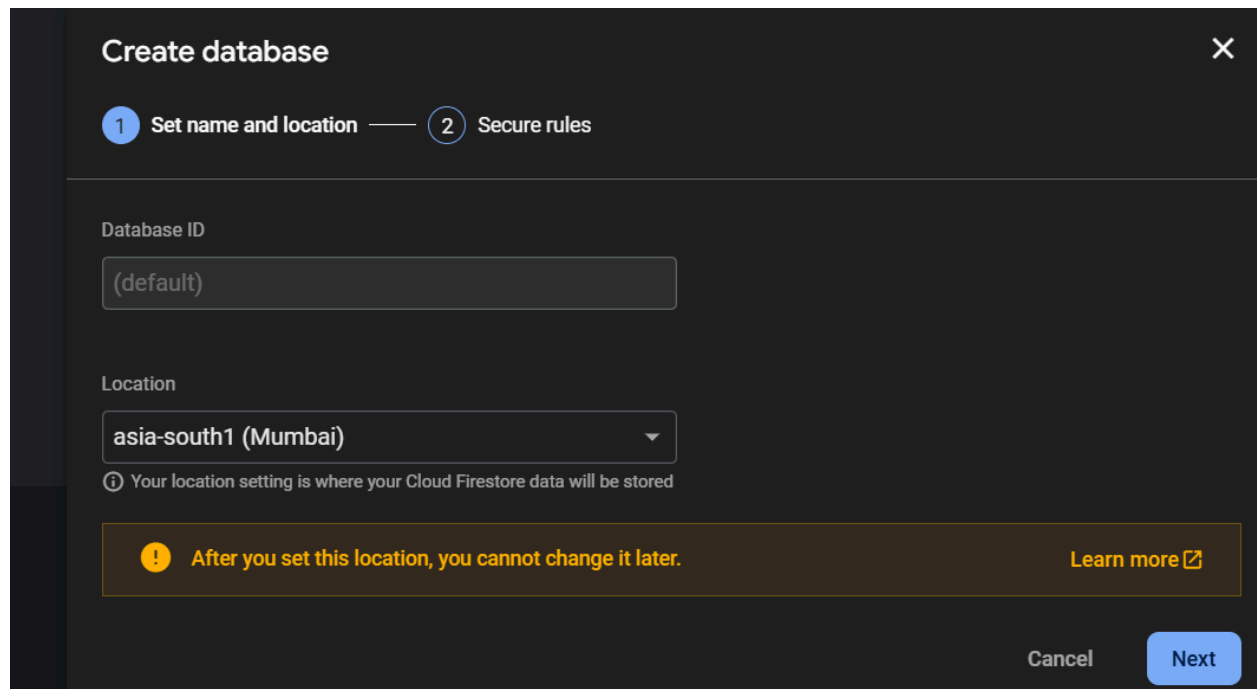 Create database
1 Set name and location 2 Secure rules
Database ID
(default)
Location
asia-south1 (Mumbai)
Your location setting is where your Cloud Firestore data will be stored
After you set this location, you cannot change it later. Learn more
Cancel Next